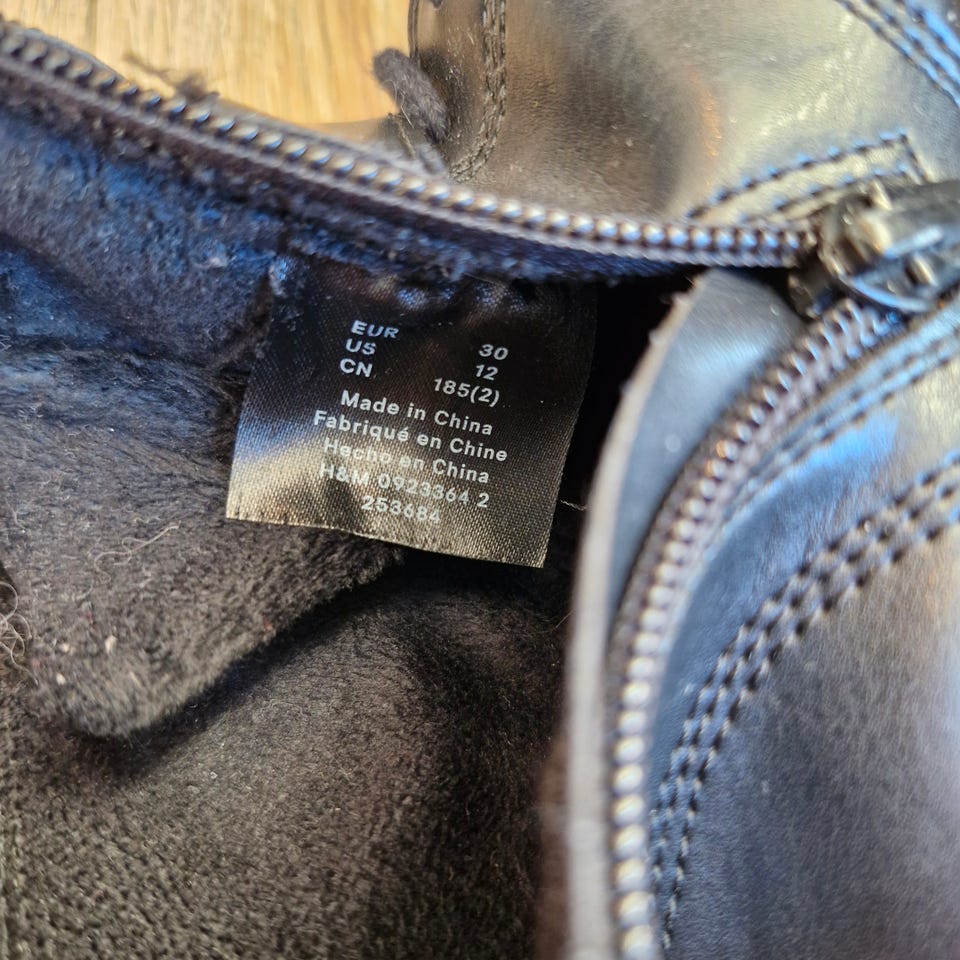 EUR 30
US 12
CN 185(2)
Made in China
Fabriqué en Chine
Hecho en China
H&M 0923364 2
253684